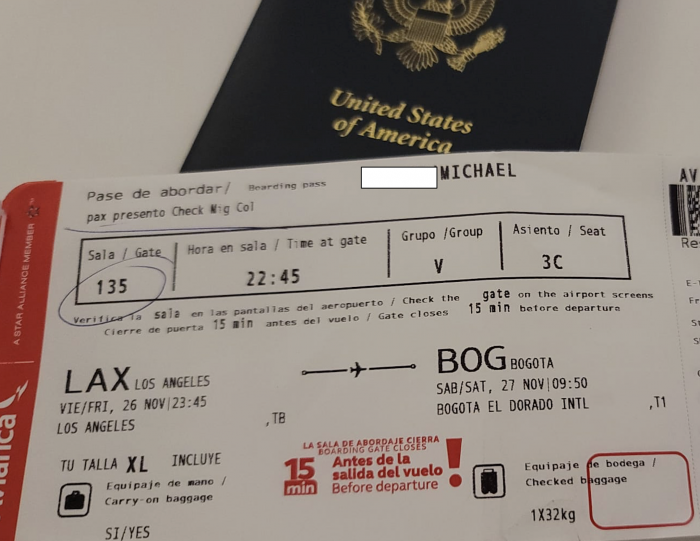 United States
of America
MICHAEL
Pase de abordar/ Boarding pass
pax presento Check Mig Col
Sala / Gate
135
Hora en sala / Time at gate
22:45
Grupo /Group
V
Asiento / Seat
3C
Verifica la sala en las pantallas del aeropuerto / Check the gate on the airport screens
Cierre de puerta 15 min antes del vuelo / Gate closes 15 min before departure
LAX LOS ANGELES
VIE/FRI, 26 NOV|23:45
LOS ANGELES ,TB
BOG BOGOTA
SAB/SAT, 27 NOV|09:50
BOGOTA EL DORADO INTL ,T1
TU TALLA XL INCLUYE
Equipaje de mano /
Carry-on baggage
SI/YES
LA SALA DE ABORDAJE CIERRA
BOARDING GATE CLOSES
15 min
Antes de la
salida del vuelo
Before departure
!
Equipaje de bodega /
Checked baggage
1X32kg
A STAR ALLIANCE MEMBER
AV